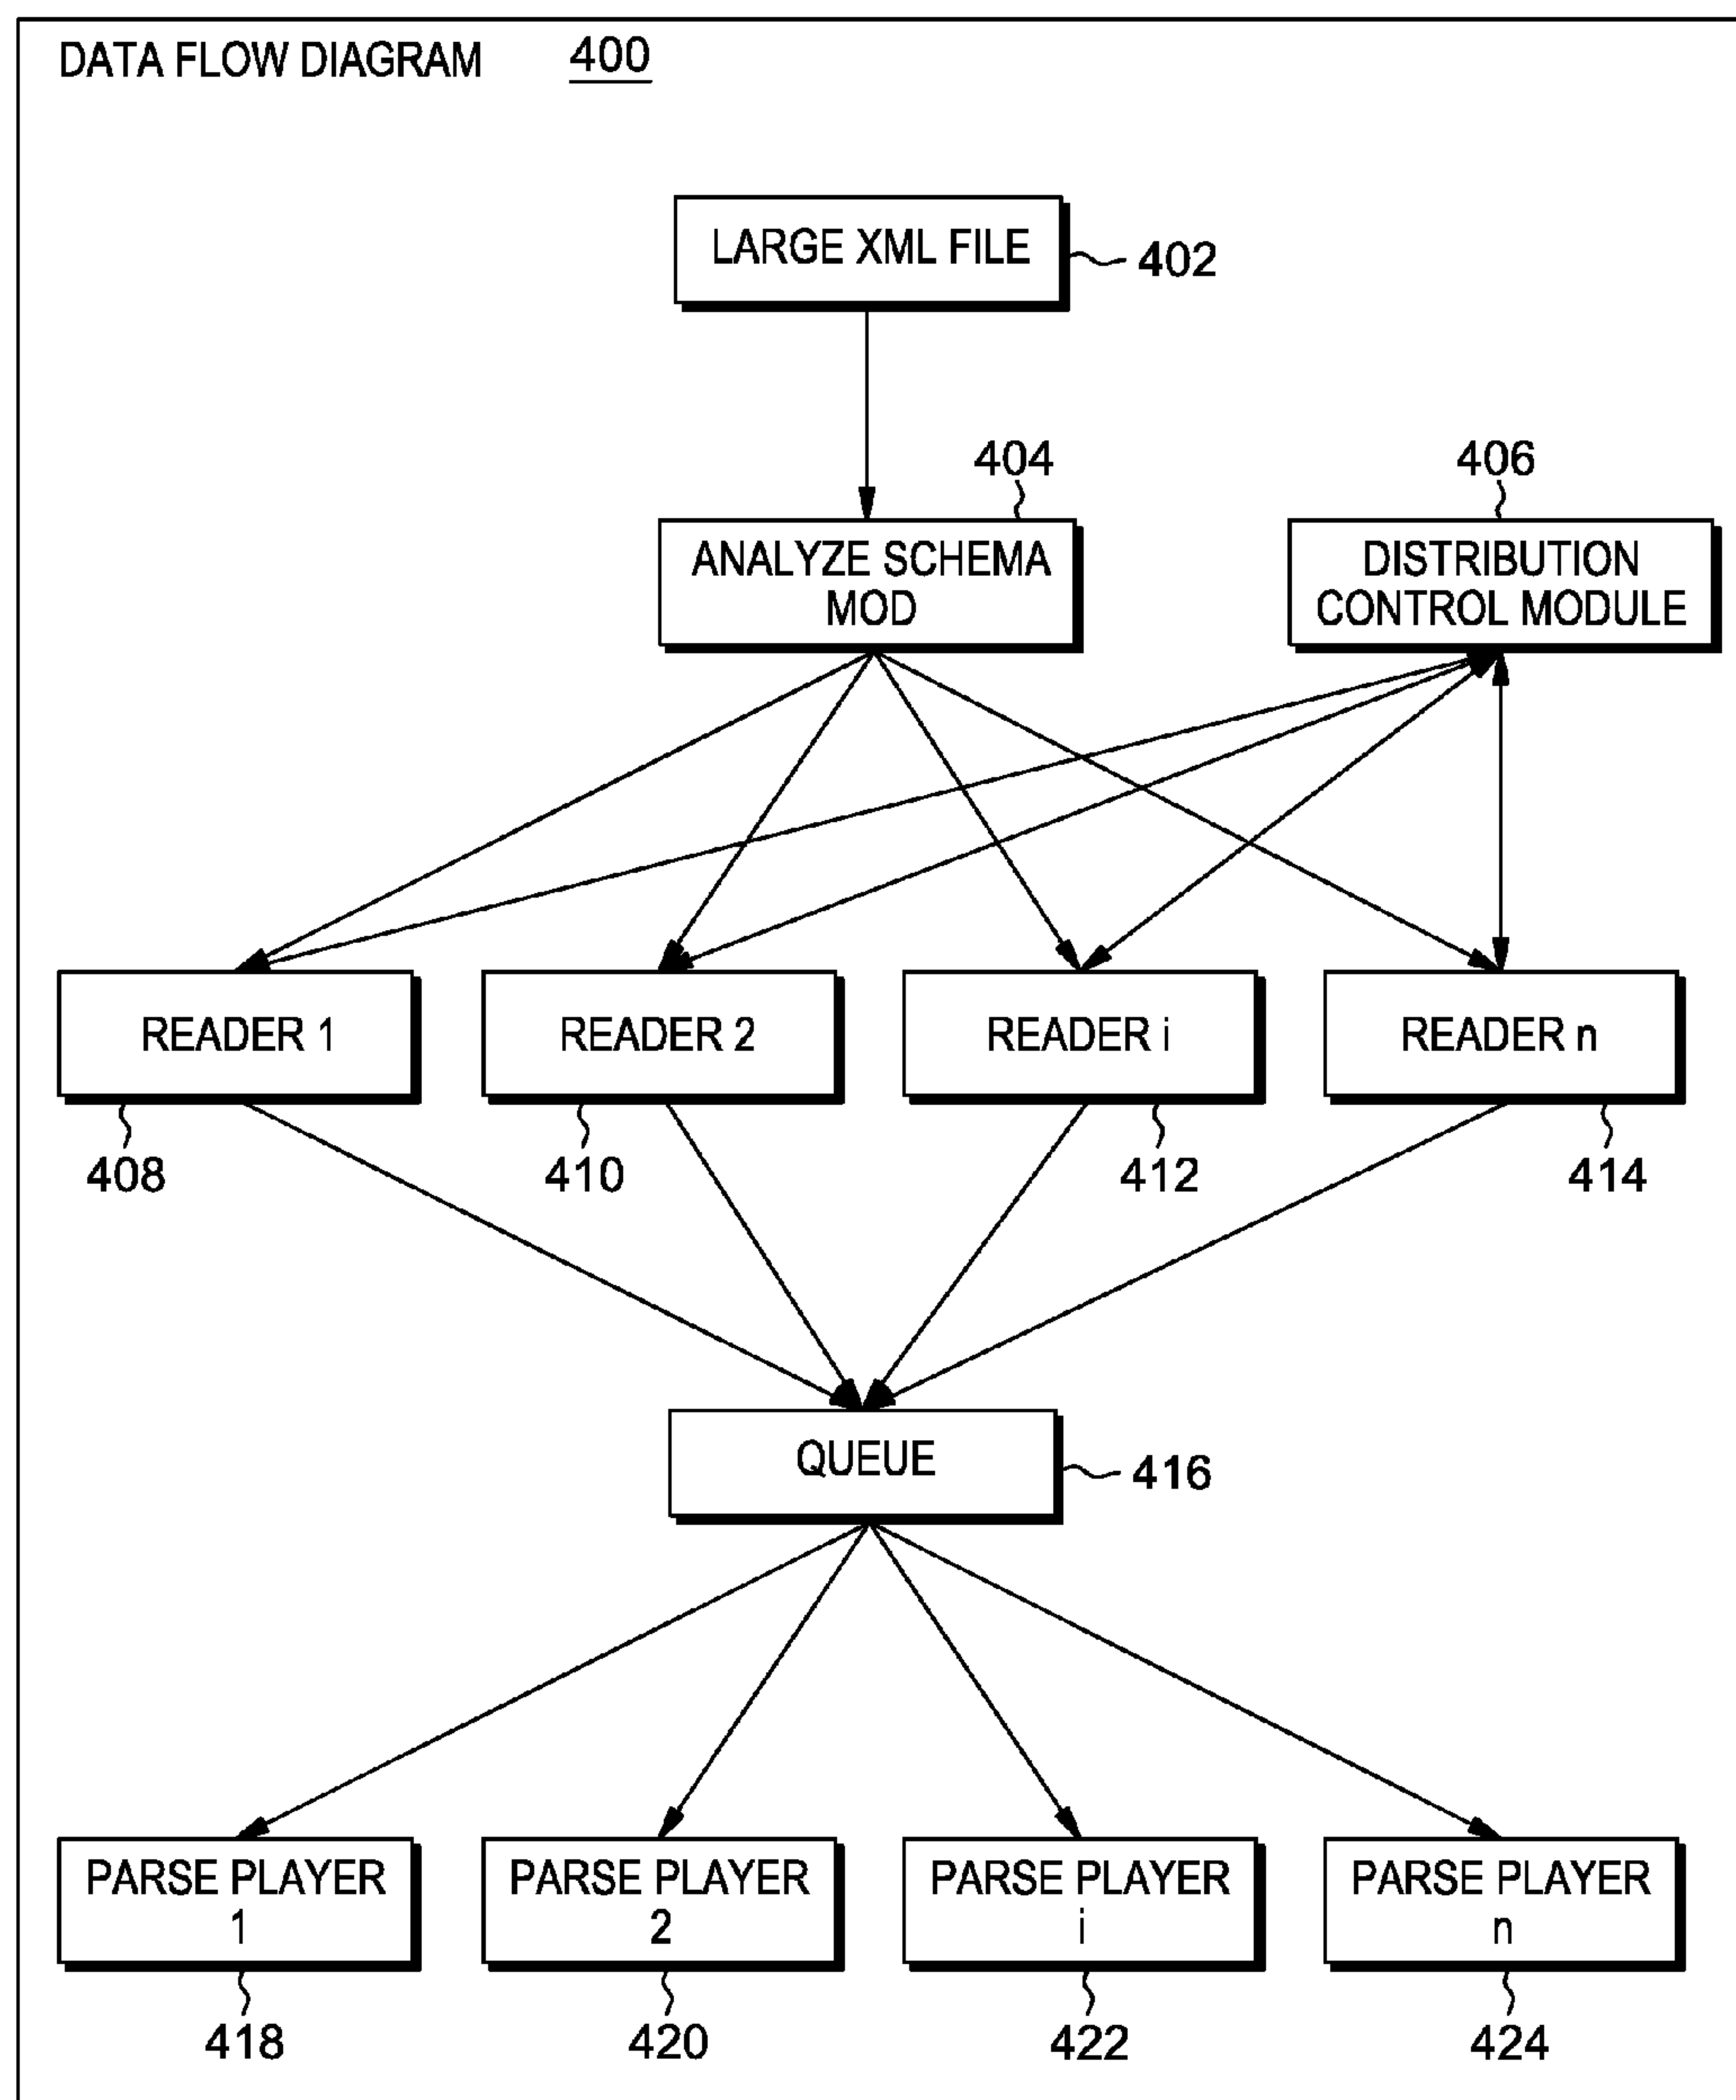 DATA FLOW DIAGRAM 400
LARGE XML FILE
402
404
406
ANALYZE SCHEMA
MOD
DISTRIBUTION
CONTROL MODULE
READER 1
READER 2
READER i
READER n
408
410
412
414
QUEUE
416
PARSE PLAYER
1
PARSE PLAYER
2
PARSE PLAYER
i
PARSE PLAYER
n
418
420
422
424